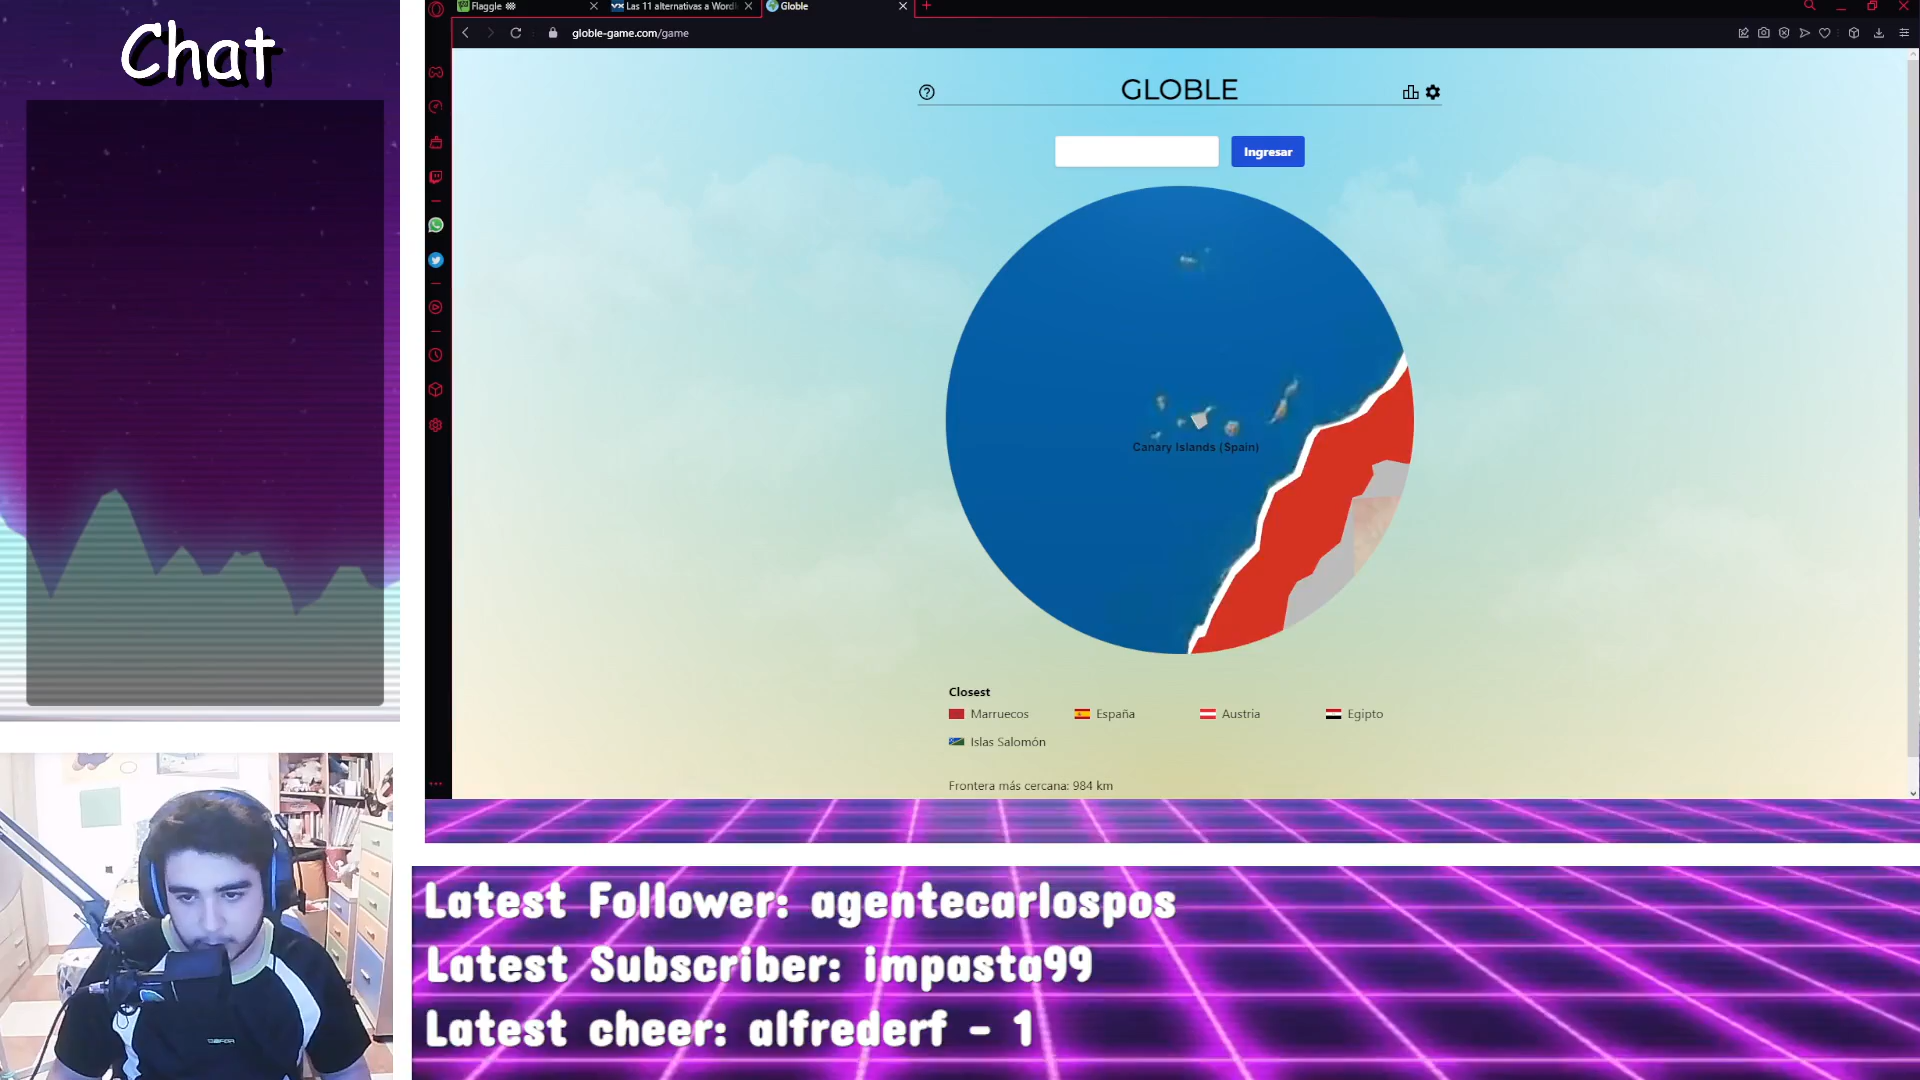 Chat
Flaggle
Las 11 alternativas a Wordl
Globle
globle-game.com/game
GLOBLE
Ingresar
Canary Islands (Spain)
Closest
Marruecos España Austria Egipto
Islas Salomón
Frontera más cercana: 984 km
Latest Follower: agentecarlospos
Latest Subscriber: impasta99
Latest cheer: alfrederf - 1